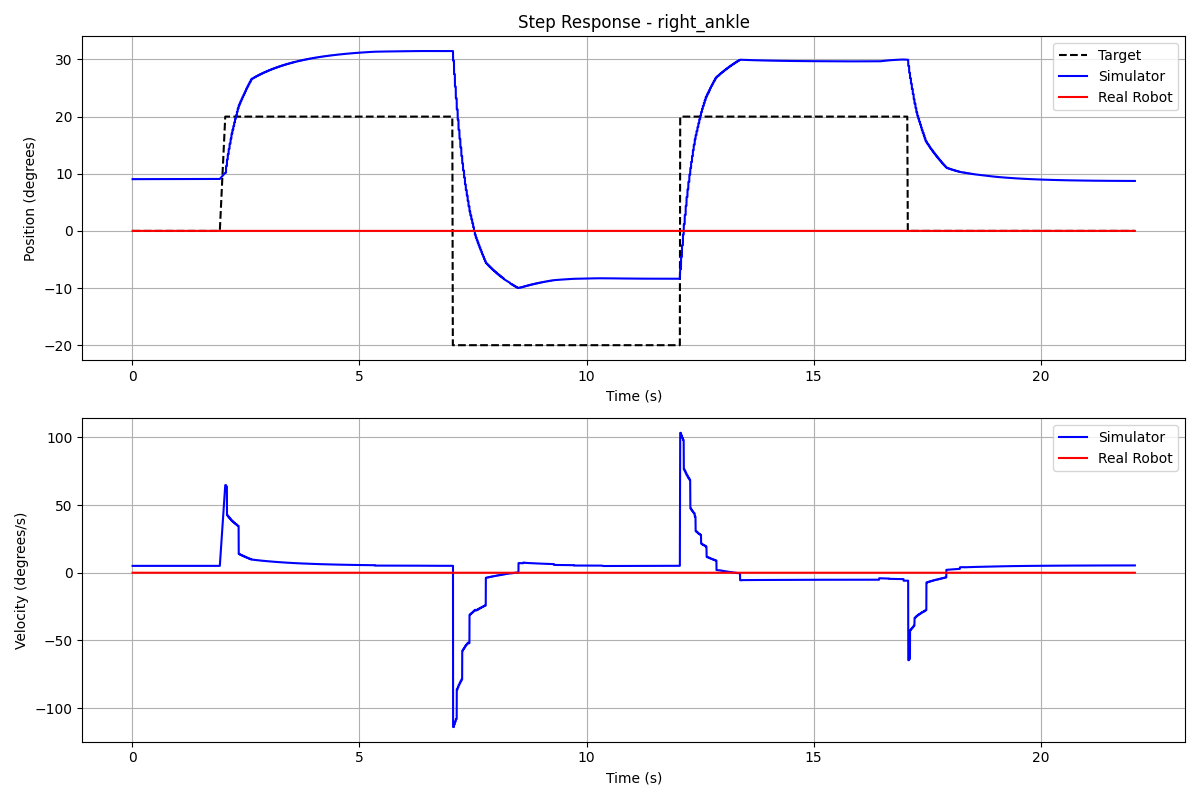 Step Response - right_ankle
Position (degrees)
30
20
10
0
−10
−20
Target
Simulator
Real Robot
0
5
10
15
20
Time (s)
Velocity (degrees/s)
100
50
0
−50
−100
Simulator
Real Robot
0
5
10
15
20
Time (s)